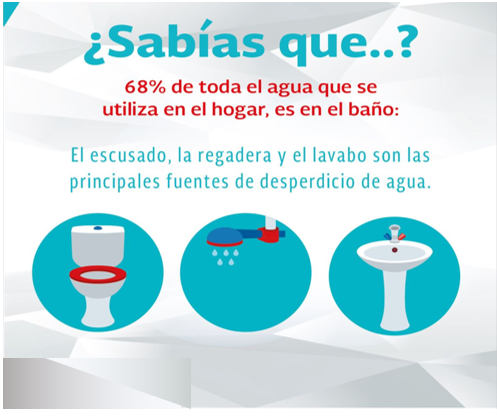 ¿Sabías que..?
68% de toda el agua que se
utiliza en el hogar, es en el baño:
El escusado, la regadera y el lavabo son las
principales fuentes de desperdicio de agua.